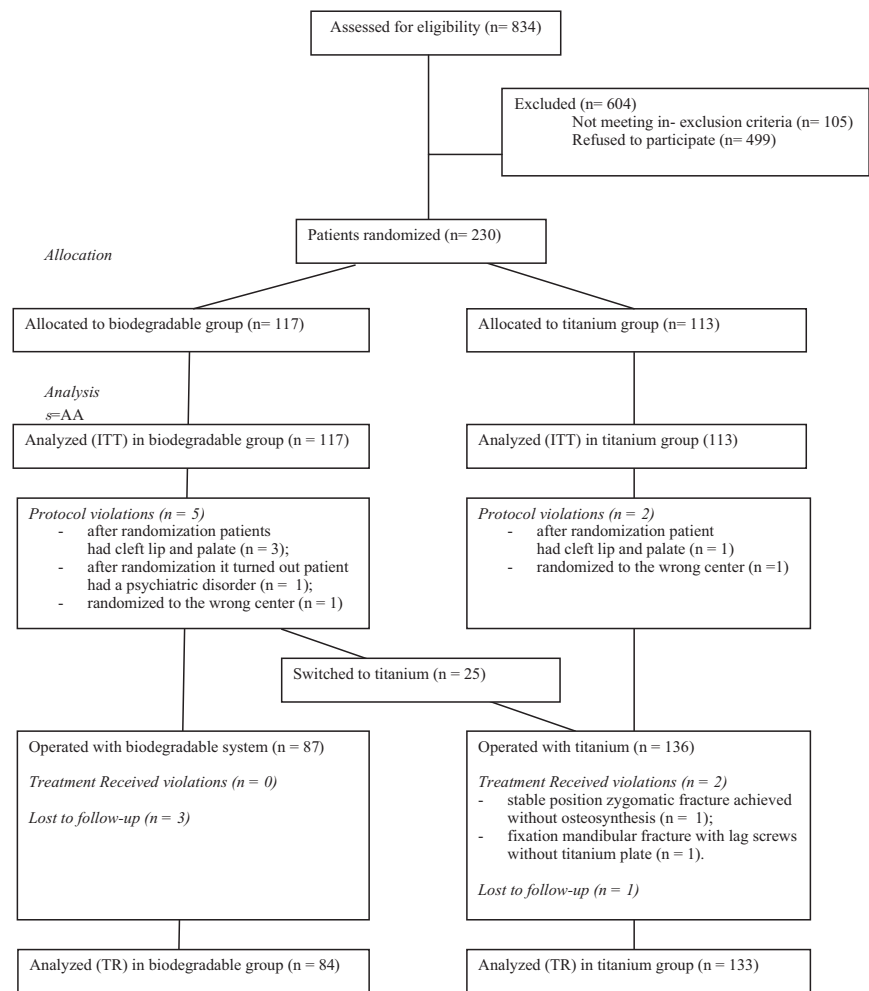 Assessed for eligibility (n= 834)
Excluded (n= 604)
Not meeting in- exclusion criteria (n= 105)
Refused to participate (n= 499)
Patients randomized (n= 230)
Allocation
Allocated to biodegradable group (n= 117)
Allocated to titanium group (n= 113)
Analysis
s=AA
Analyzed (ITT) in biodegradable group (n = 117)
Analyzed (ITT) in titanium group (113)
Protocol violations (n = 5)
- after randomization patients
had cleft lip and palate (n = 3);
- after randomization it turned out patient
had a psychiatric disorder (n = 1);
- randomized to the wrong center (n = 1)
Protocol violations (n = 2)
- after randomization patient
had cleft lip and palate (n = 1)
- randomized to the wrong center (n =1)
Switched to titanium (n = 25)
Operated with biodegradable system (n = 87)
Treatment Received violations (n = 0)
Lost to follow-up (n = 3)
Operated with titanium (n = 136)
Treatment Received violations (n = 2)
- stable position zygomatic fracture achieved
without osteosynthesis (n = 1);
- fixation mandibular fracture with lag screws
without titanium plate (n = 1).
Lost to follow-up (n = 1)
Analyzed (TR) in biodegradable group (n = 84)
Analyzed (TR) in titanium group (n = 133)